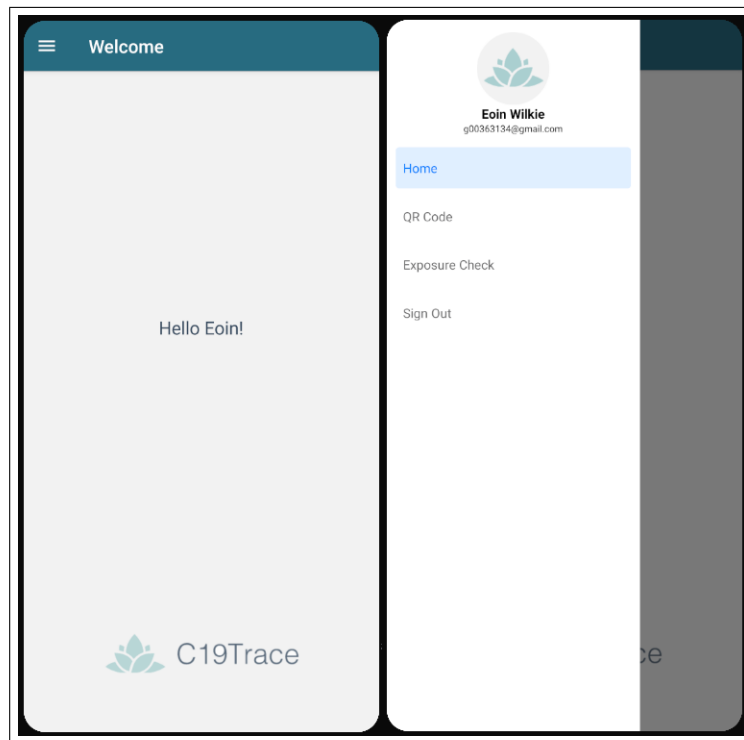 Welcome
Hello Eoin!
C19Trace
Eoin Wilkie
g00363134@gmail.com
Home
QR Code
Exposure Check
Sign Out
ce